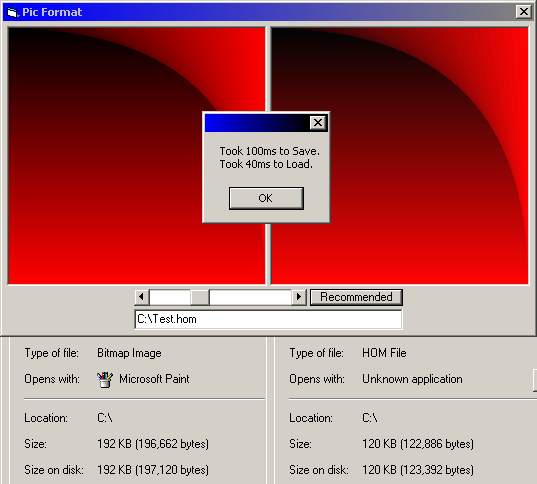 Pic Format
Took 100ms to Save.
Took 40ms to Load.
OK
Recommended
C:\Test.hom
Type of file: Bitmap Image
Opens with: Microsoft Paint
Location: C:\
Size: 192 KB (196,662 bytes)
Size on disk: 192 KB (197,120 bytes)
Type of file: HOM File
Opens with: Unknown application
Location: C:\
Size: 120 KB (122,886 bytes)
Size on disk: 120 KB (123,392 bytes)